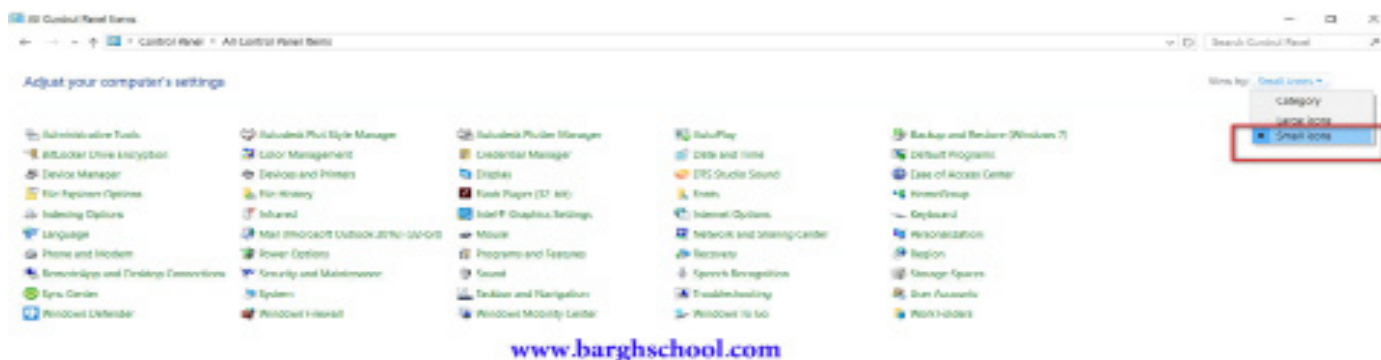 All Control Panel Items
Control Panel All Control Panel Items Search Control Panel
Adjust your computer's settings View by: Small icons
Category
Large icons
Small icons
Administrative Tools Autodesk Plot Style Manager Autodesk Plotter Manager AutoPlay Backup and Restore (Windows 7)
BitLocker Drive Encryption Color Management Credential Manager Date and Time Default Programs
Device Manager Devices and Printers Display DTS Studio Sound Ease of Access Center
File Explorer Options File History Flash Player (32-bit) Fonts HomeGroup
Indexing Options Infrared Intel® Graphics Settings Internet Options Keyboard
Language Mail (Microsoft Outlook 2016) (32-bit) Mouse Network and Sharing Center Personalization
Phone and Modem Power Options Programs and Features Recovery Region
RemoteApp and Desktop Connections Security and Maintenance Sound Speech Recognition Storage Spaces
Sync Center System Taskbar and Navigation Troubleshooting User Accounts
Windows Defender Windows Firewall Windows Mobility Center Windows To Go Work Folders
www.barghschool.com